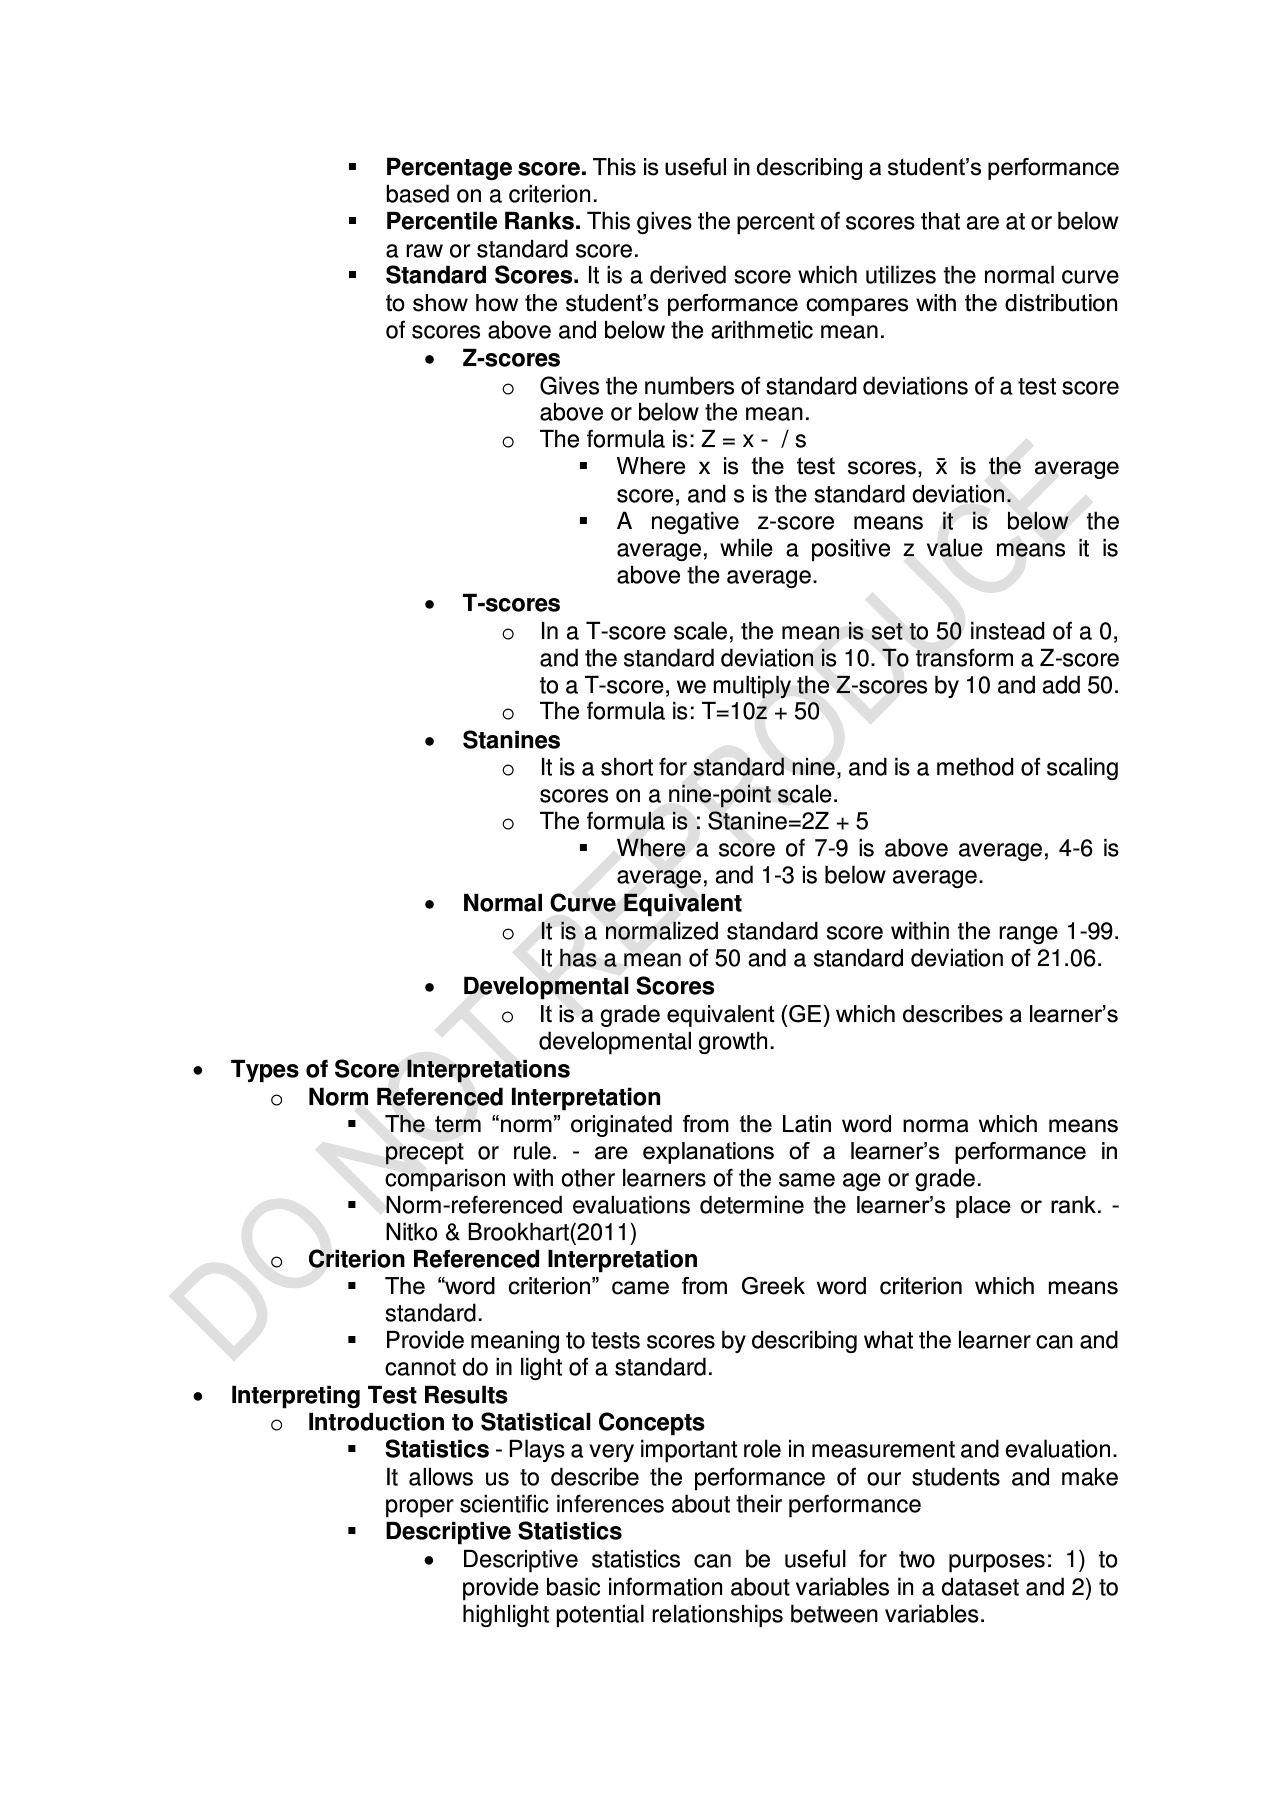 ▪ Percentage score. This is useful in describing a student’s performance
based on a criterion.
▪ Percentile Ranks. This gives the percent of scores that are at or below
a raw or standard score.
▪ Standard Scores. It is a derived score which utilizes the normal curve
to show how the student’s performance compares with the distribution
of scores above and below the arithmetic mean.
• Z-scores
o Gives the numbers of standard deviations of a test score
above or below the mean.
o The formula is: Z = x - / s
▪ Where x is the test scores, x̄ is the average
score, and s is the standard deviation.
▪ A negative z-score means it is below the
average, while a positive z value means it is
above the average.
• T-scores
o In a T-score scale, the mean is set to 50 instead of a 0,
and the standard deviation is 10. To transform a Z-score
to a T-score, we multiply the Z-scores by 10 and add 50.
o The formula is: T=10z + 50
• Stanines
o It is a short for standard nine, and is a method of scaling
scores on a nine-point scale.
o The formula is : Stanine=2Z + 5
▪ Where a score of 7-9 is above average, 4-6 is
average, and 1-3 is below average.
• Normal Curve Equivalent
o It is a normalized standard score within the range 1-99.
It has a mean of 50 and a standard deviation of 21.06.
• Developmental Scores
o It is a grade equivalent (GE) which describes a learner’s
developmental growth.
• Types of Score Interpretations
o Norm Referenced Interpretation
▪ The term “norm” originated from the Latin word norma which means
precept or rule. - are explanations of a learner’s performance in
comparison with other learners of the same age or grade.
▪ Norm-referenced evaluations determine the learner’s place or rank. -
Nitko & Brookhart(2011)
o Criterion Referenced Interpretation
▪ The “word criterion” came from Greek word criterion which means
standard.
▪ Provide meaning to tests scores by describing what the learner can and
cannot do in light of a standard.
• Interpreting Test Results
o Introduction to Statistical Concepts
▪ Statistics - Plays a very important role in measurement and evaluation.
It allows us to describe the performance of our students and make
proper scientific inferences about their performance
▪ Descriptive Statistics
• Descriptive statistics can be useful for two purposes: 1) to
provide basic information about variables in a dataset and 2) to
highlight potential relationships between variables.
DO NOT REPRODUCE